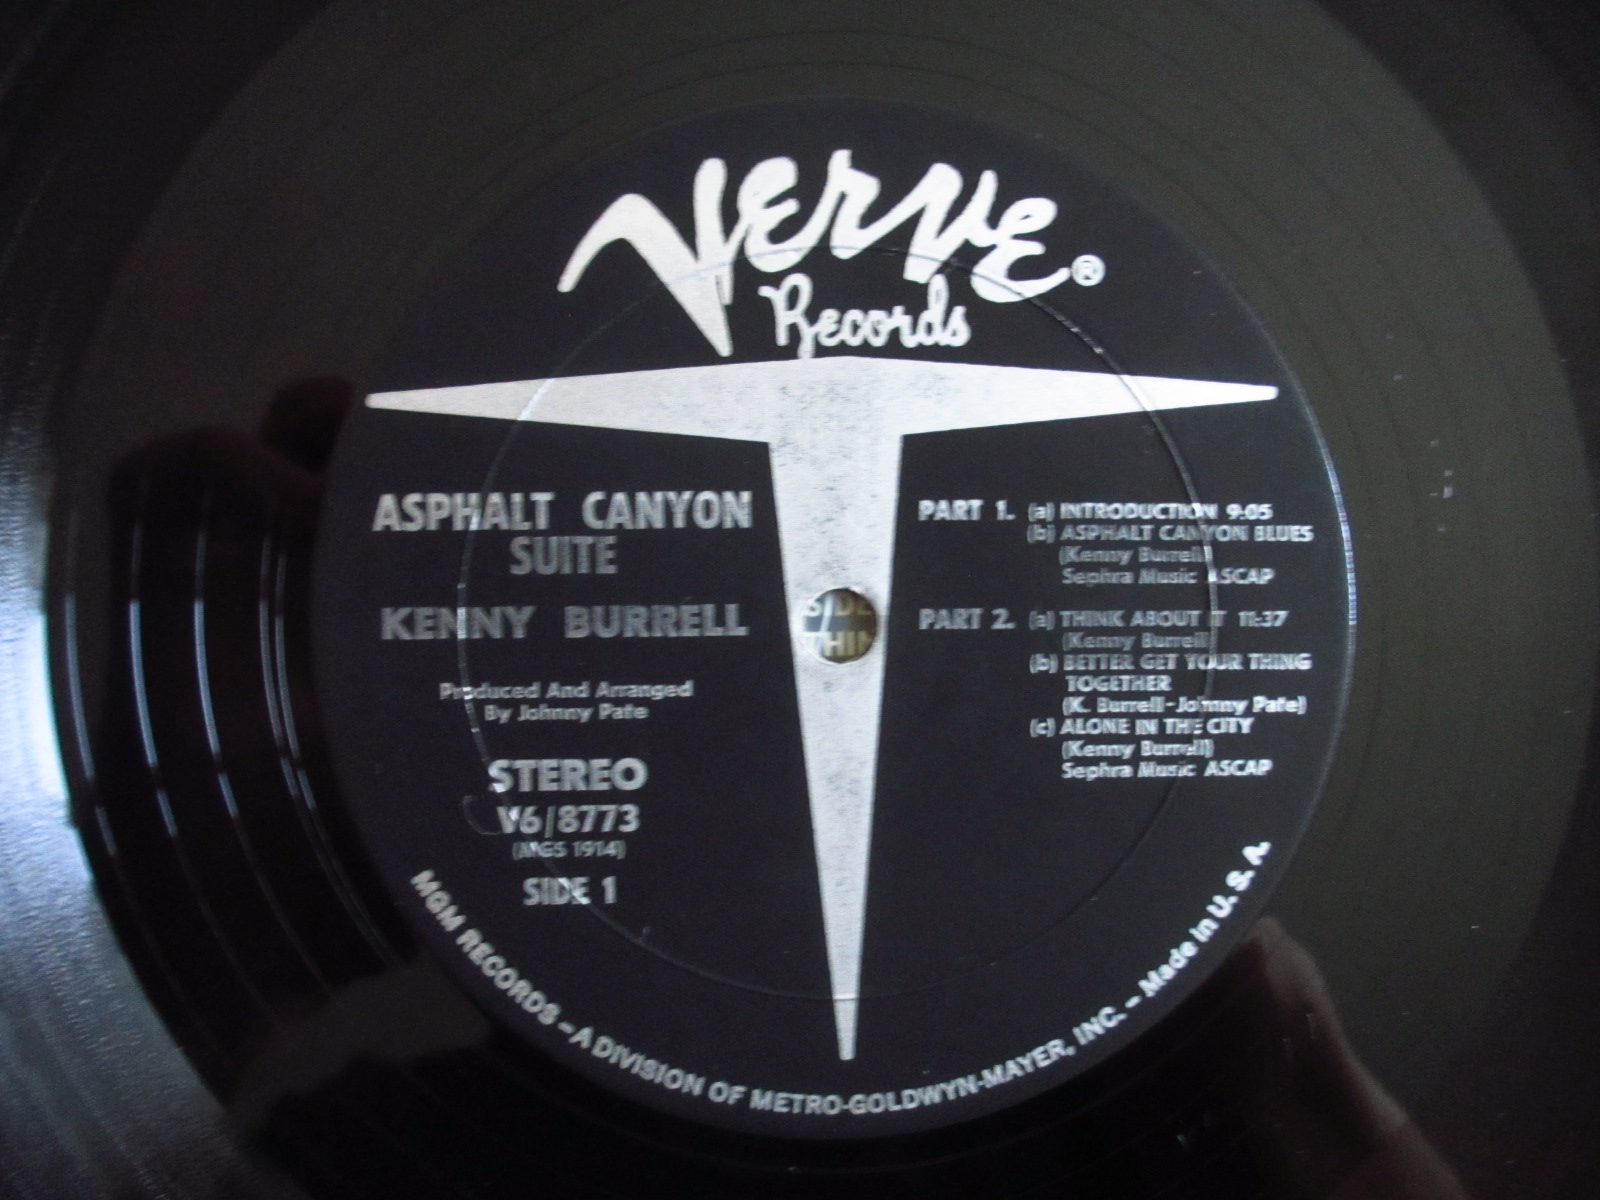 Verve®
Records
ASPHALT CANYON
SUITE
KENNY BURRELL
Produced And Arranged
By Johnny Pate
STEREO
V6/8773
(MGS 1914)
SIDE 1
PART 1. (a) INTRODUCTION 9:05
(b) ASPHALT CANYON BLUES
(Kenny Burrell)
Sephra Music ASCAP
PART 2. (a) THINK ABOUT IT 11:37
(Kenny Burrell)
(b) BETTER GET YOUR THING
TOGETHER
(K. Burrell-Johnny Pate)
(c) ALONE IN THE CITY
(Kenny Burrell)
Sephra Music ASCAP
SIDE
THIN
MGM RECORDS – A DIVISION OF METRO-GOLDWYN-MAYER, INC. – Made in U. S. A.